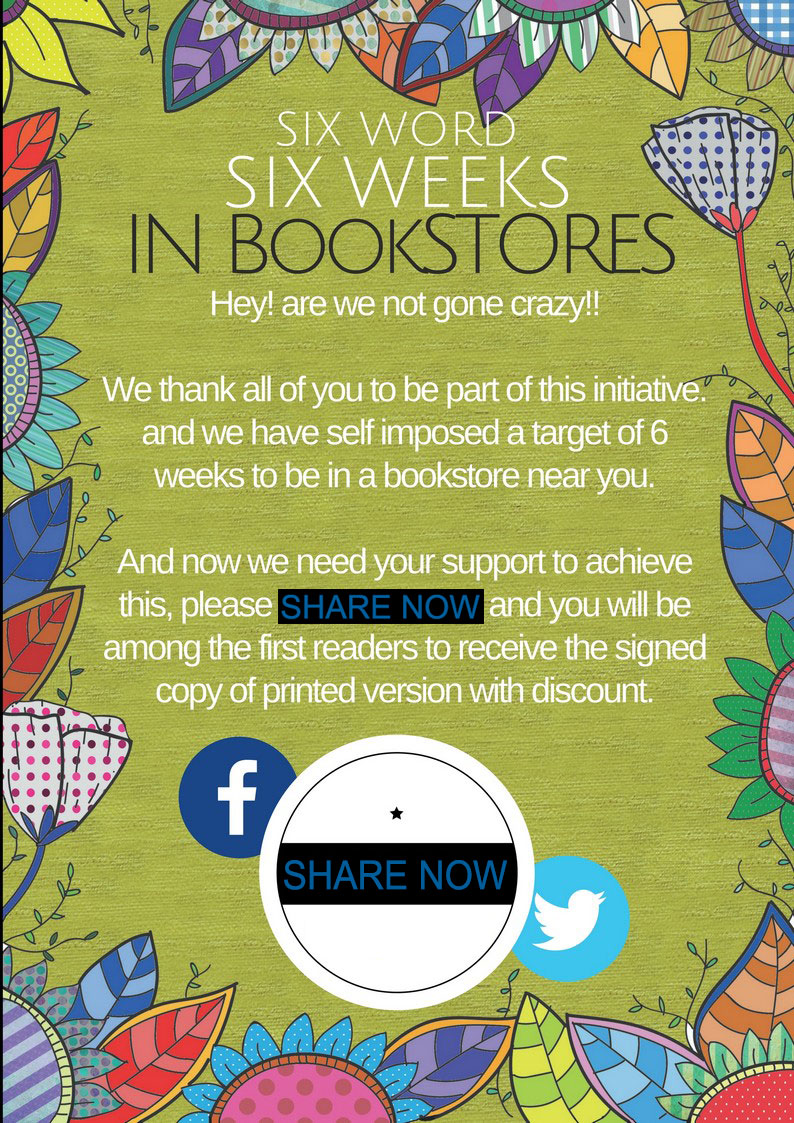 SIX WORD
SIX WEEKS
IN BOOKSTORES
Hey! are we not gone crazy!!
We thank all of you to be part of this initiative.
and we have self imposed a target of 6
weeks to be in a bookstore near you.
And now we need your support to achieve
this, please SHARE NOW and you will be
among the first readers to receive the signed
copy of printed version with discount.
f
SHARE NOW